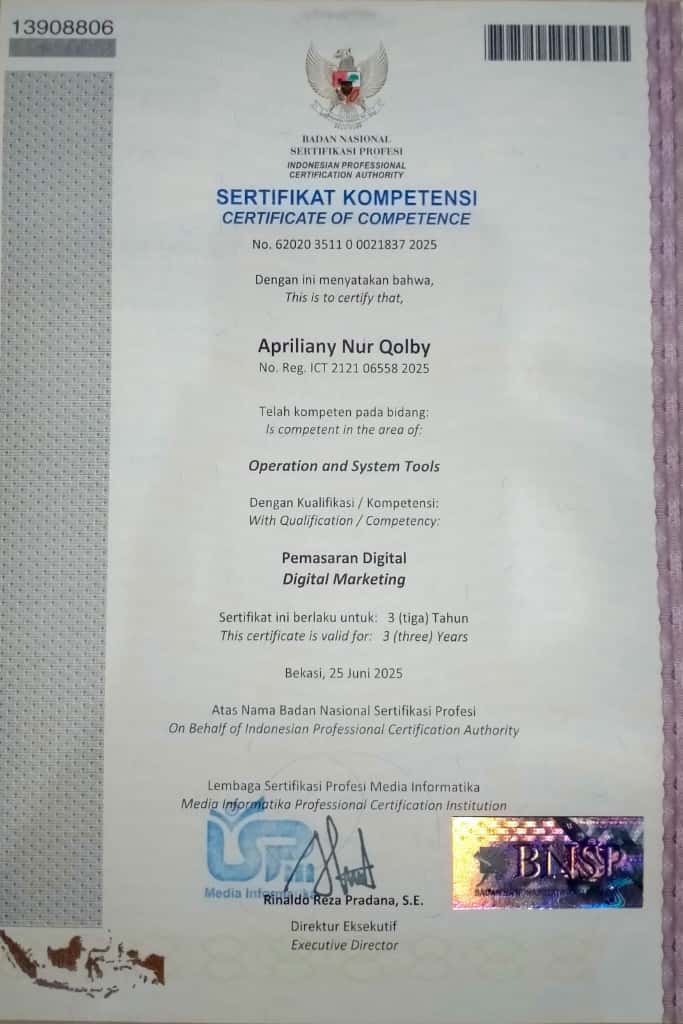 13908806
BADAN NASIONAL
SERTIFIKASI PROFESI
INDONESIAN PROFESSIONAL
CERTIFICATION AUTHORITY
SERTIFIKAT KOMPETENSI
CERTIFICATE OF COMPETENCE
No. 62020 3511 0 0021837 2025
Dengan ini menyatakan bahwa,
This is to certify that,
Apriliany Nur Qolby
No. Reg. ICT 2121 06558 2025
Telah kompeten pada bidang:
Is competent in the area of:
Operation and System Tools
Dengan Kualifikasi / Kompetensi:
With Qualification / Competency:
Pemasaran Digital
Digital Marketing
Sertifikat ini berlaku untuk: 3 (tiga) Tahun
This certificate is valid for: 3 (three) Years
Bekasi, 25 Juni 2025
Atas Nama Badan Nasional Sertifikasi Profesi
On Behalf of Indonesian Professional Certification Authority
Lembaga Sertifikasi Profesi Media Informatika
Media Informatika Professional Certification Institution
BNSP
Media Informatika
Rinaldo Reza Pradana, S.E.
Direktur Eksekutif
Executive Director